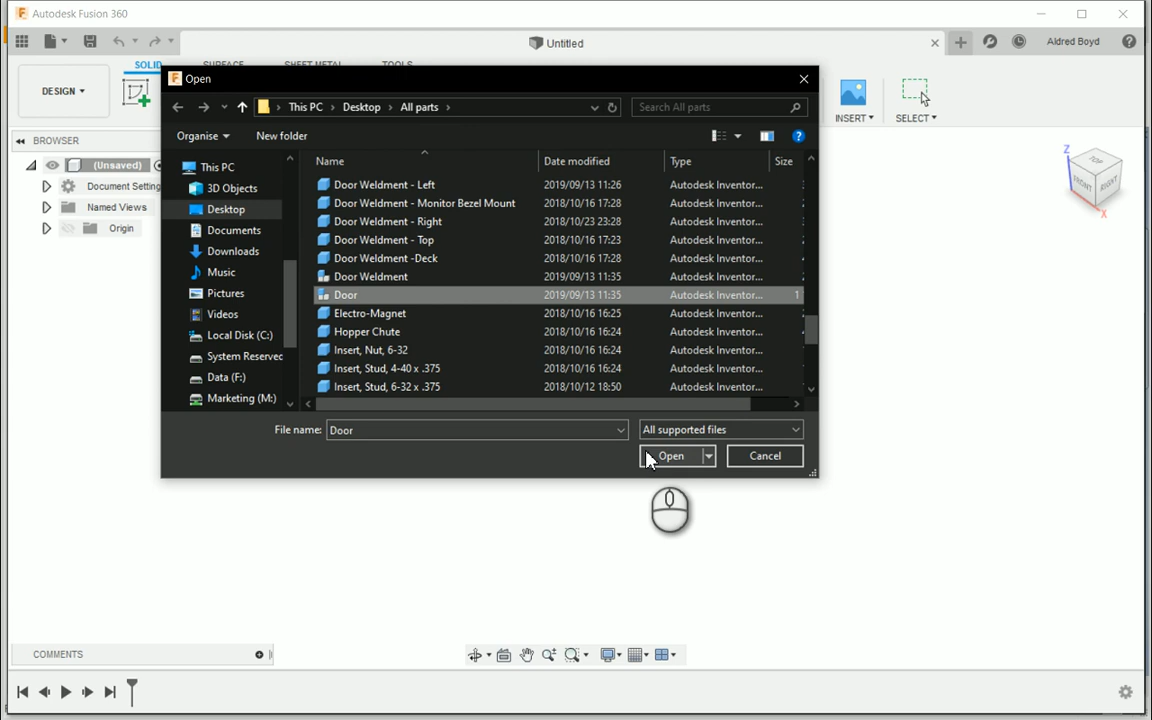 Autodesk Fusion 360
Untitled
Aldred Boyd
DESIGN
SOLID
SURFACE
SHEET METAL
TOOLS
INSERT
SELECT
BROWSER
(Unsaved)
Document Setting
Named Views
Origin
Open
This PC
Desktop
All parts
Search All parts
Organise
New folder
This PC
3D Objects
Desktop
Documents
Downloads
Music
Pictures
Videos
Local Disk (C:)
System Reserved
Data (F:)
Marketing (M:)
Name Date modified Type Size
Door Weldment - Left 2019/09/13 11:26 Autodesk Inventor...
Door Weldment - Monitor Bezel Mount 2018/10/16 17:28 Autodesk Inventor...
Door Weldment - Right 2018/10/23 23:28 Autodesk Inventor...
Door Weldment - Top 2018/10/16 17:23 Autodesk Inventor...
Door Weldment -Deck 2018/10/16 17:28 Autodesk Inventor...
Door Weldment 2019/09/13 11:35 Autodesk Inventor...
Door 2019/09/13 11:35 Autodesk Inventor... 1
Electro-Magnet 2018/10/16 16:25 Autodesk Inventor...
Hopper Chute 2018/10/16 16:24 Autodesk Inventor...
Insert, Nut, 6-32 2018/10/16 16:24 Autodesk Inventor...
Insert, Stud, 4-40 x .375 2018/10/16 16:24 Autodesk Inventor...
Insert, Stud, 6-32 x .375 2018/10/12 18:50 Autodesk Inventor...
File name: Door
All supported files
Open
Cancel
Z
TOP
FRONT
RIGHT
X
COMMENTS